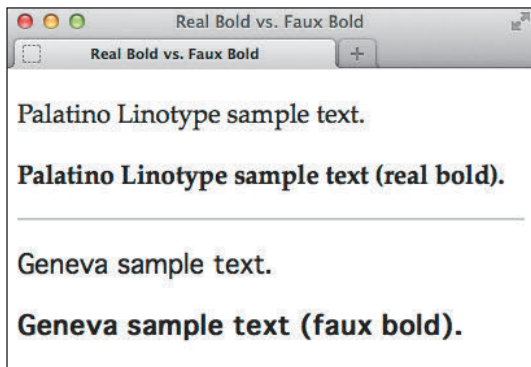 Real Bold vs. Faux Bold
Real Bold vs. Faux Bold
Palatino Linotype sample text.
Palatino Linotype sample text (real bold).
Geneva sample text.
Geneva sample text (faux bold).